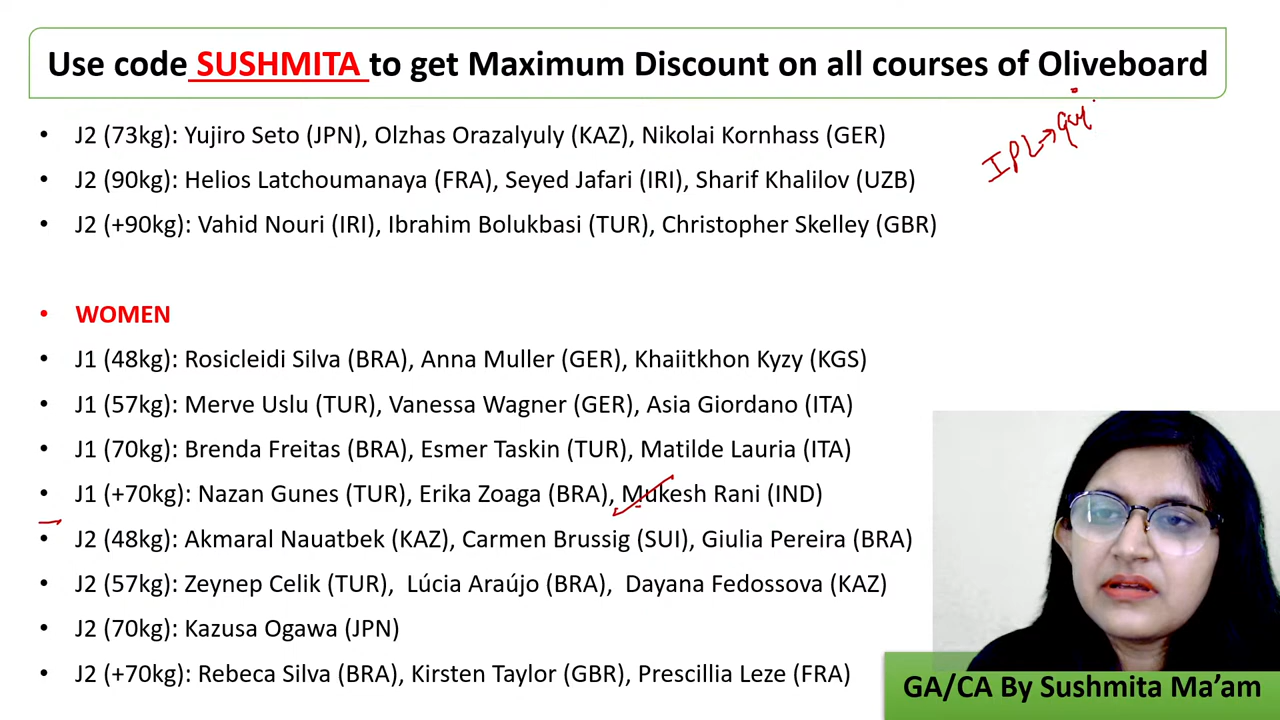 Use code SUSHMITA to get Maximum Discount on all courses of Oliveboard
• J2 (73kg): Yujiro Seto (JPN), Olzhas Orazalyuly (KAZ), Nikolai Kornhass (GER)
IPL→
• J2 (90kg): Helios Latchoumanaya (FRA), Seyed Jafari (IRI), Sharif Khalilov (UZB)
• J2 (+90kg): Vahid Nouri (IRI), Ibrahim Bolukbasi (TUR), Christopher Skelley (GBR)
• WOMEN
• J1 (48kg): Rosicleidi Silva (BRA), Anna Muller (GER), Khaiitkhon Kyzy (KGS)
• J1 (57kg): Merve Uslu (TUR), Vanessa Wagner (GER), Asia Giordano (ITA)
• J1 (70kg): Brenda Freitas (BRA), Esmer Taskin (TUR), Matilde Lauria (ITA)
• J1 (+70kg): Nazan Gunes (TUR), Erika Zoaga (BRA), Mukesh Rani (IND)
• J2 (48kg): Akmaral Nauatbek (KAZ), Carmen Brussig (SUI), Giulia Pereira (BRA)
• J2 (57kg): Zeynep Celik (TUR), Lúcia Araújo (BRA), Dayana Fedossova (KAZ)
• J2 (70kg): Kazusa Ogawa (JPN)
• J2 (+70kg): Rebeca Silva (BRA), Kirsten Taylor (GBR), Prescillia Leze (FRA)
GA/CA By Sushmita Ma’am